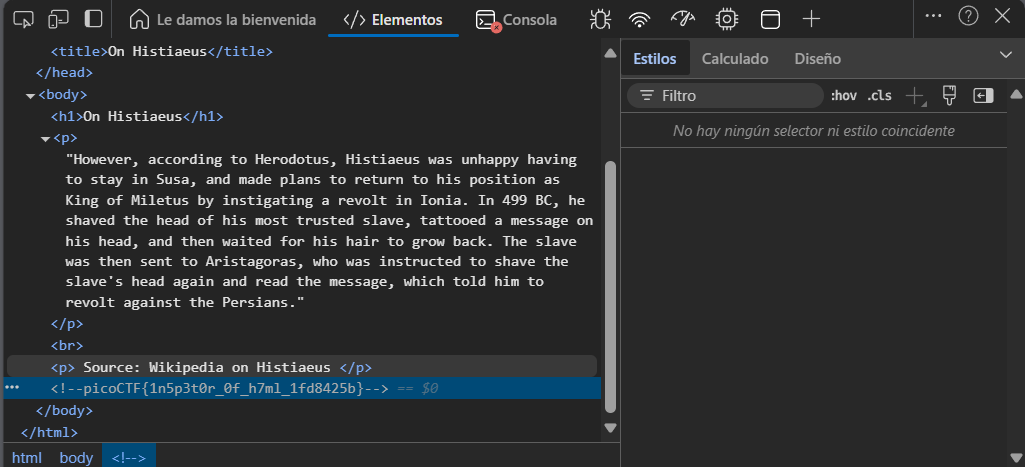 Le damos la bienvenida
Elementos
Consola
<title>On Histiaeus</title>
</head>
<body>
<h1>On Histiaeus</h1>
<p>
"However, according to Herodotus, Histiaeus was unhappy having
to stay in Susa, and made plans to return to his position as
King of Miletus by instigating a revolt in Ionia. In 499 BC, he
shaved the head of his most trusted slave, tattooed a message on
his head, and then waited for his hair to grow back. The slave
was then sent to Aristagoras, who was instructed to shave the
slave's head again and read the message, which told him to
revolt against the Persians."
</p>
<br>
<p> Source: Wikipedia on Histiaeus </p>
<!--picoCTF{1n5p3t0r_0f_h7ml_1fd8425b}--> == $0
</body>
</html>
html body <!-->
Estilos Calculado Diseño
Filtro :hov .cls
No hay ningún selector ni estilo coincidente